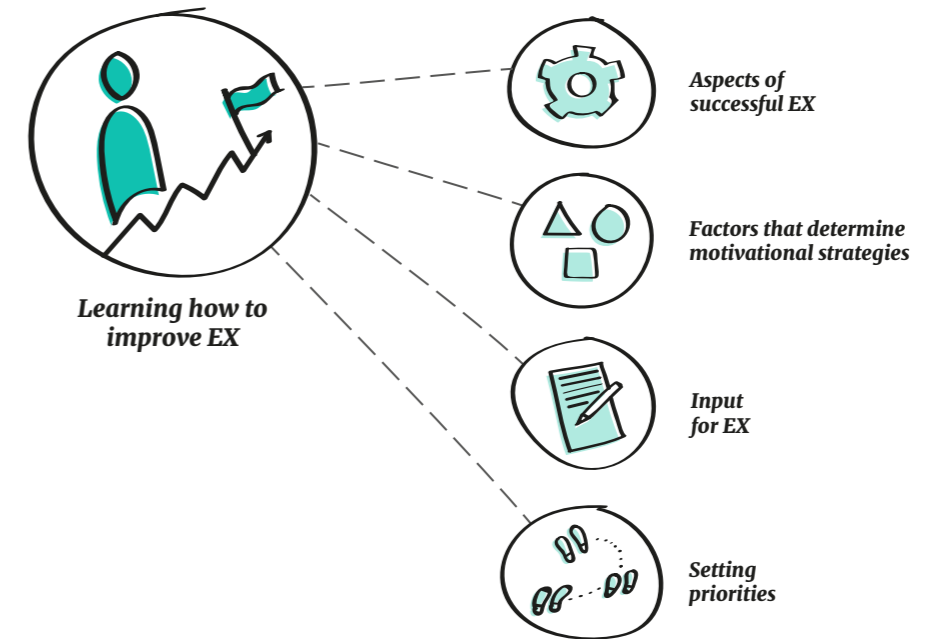 Aspects of
successful EX
Factors that determine
motivational strategies
Learning how to
improve EX
Input
for EX
Setting
priorities